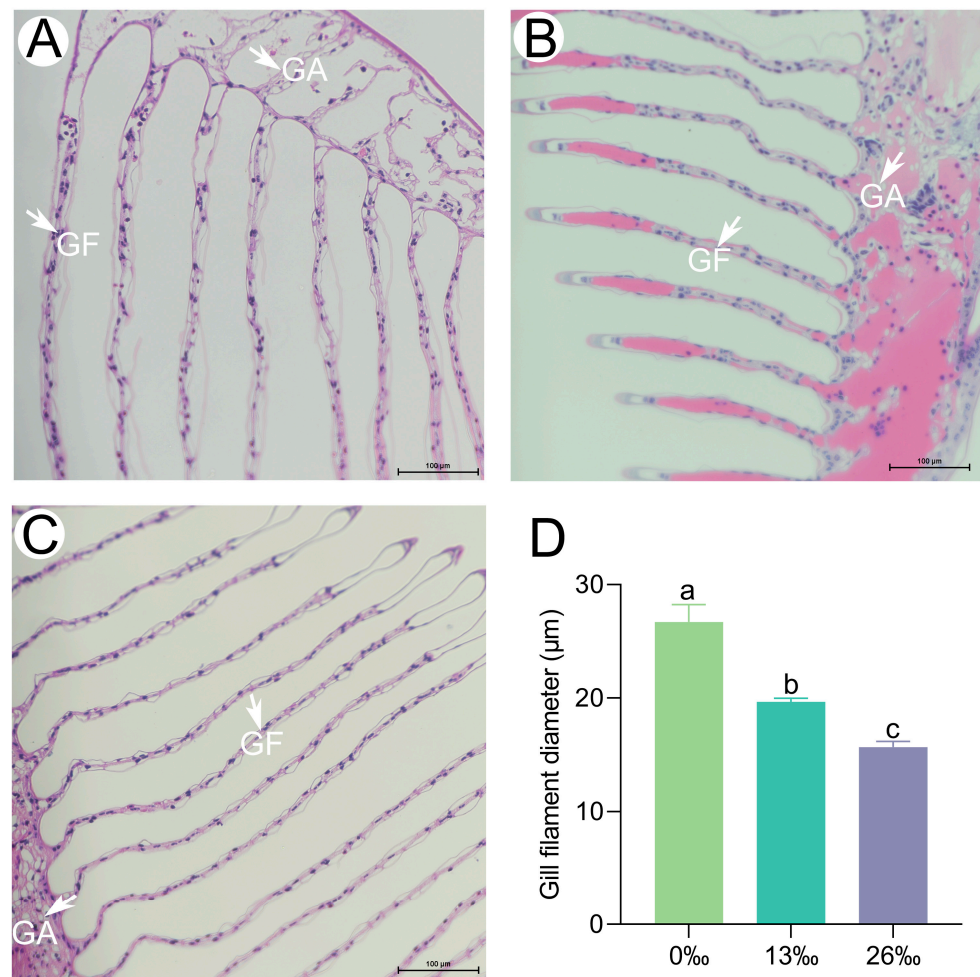 A
GA
GF
100 µm
B
GA
GF
100 µm
C
GF
GA
100 µm
D
Gill filament diameter (µm)
30
20
10
0
a
b
c
0‰
13‰
26‰